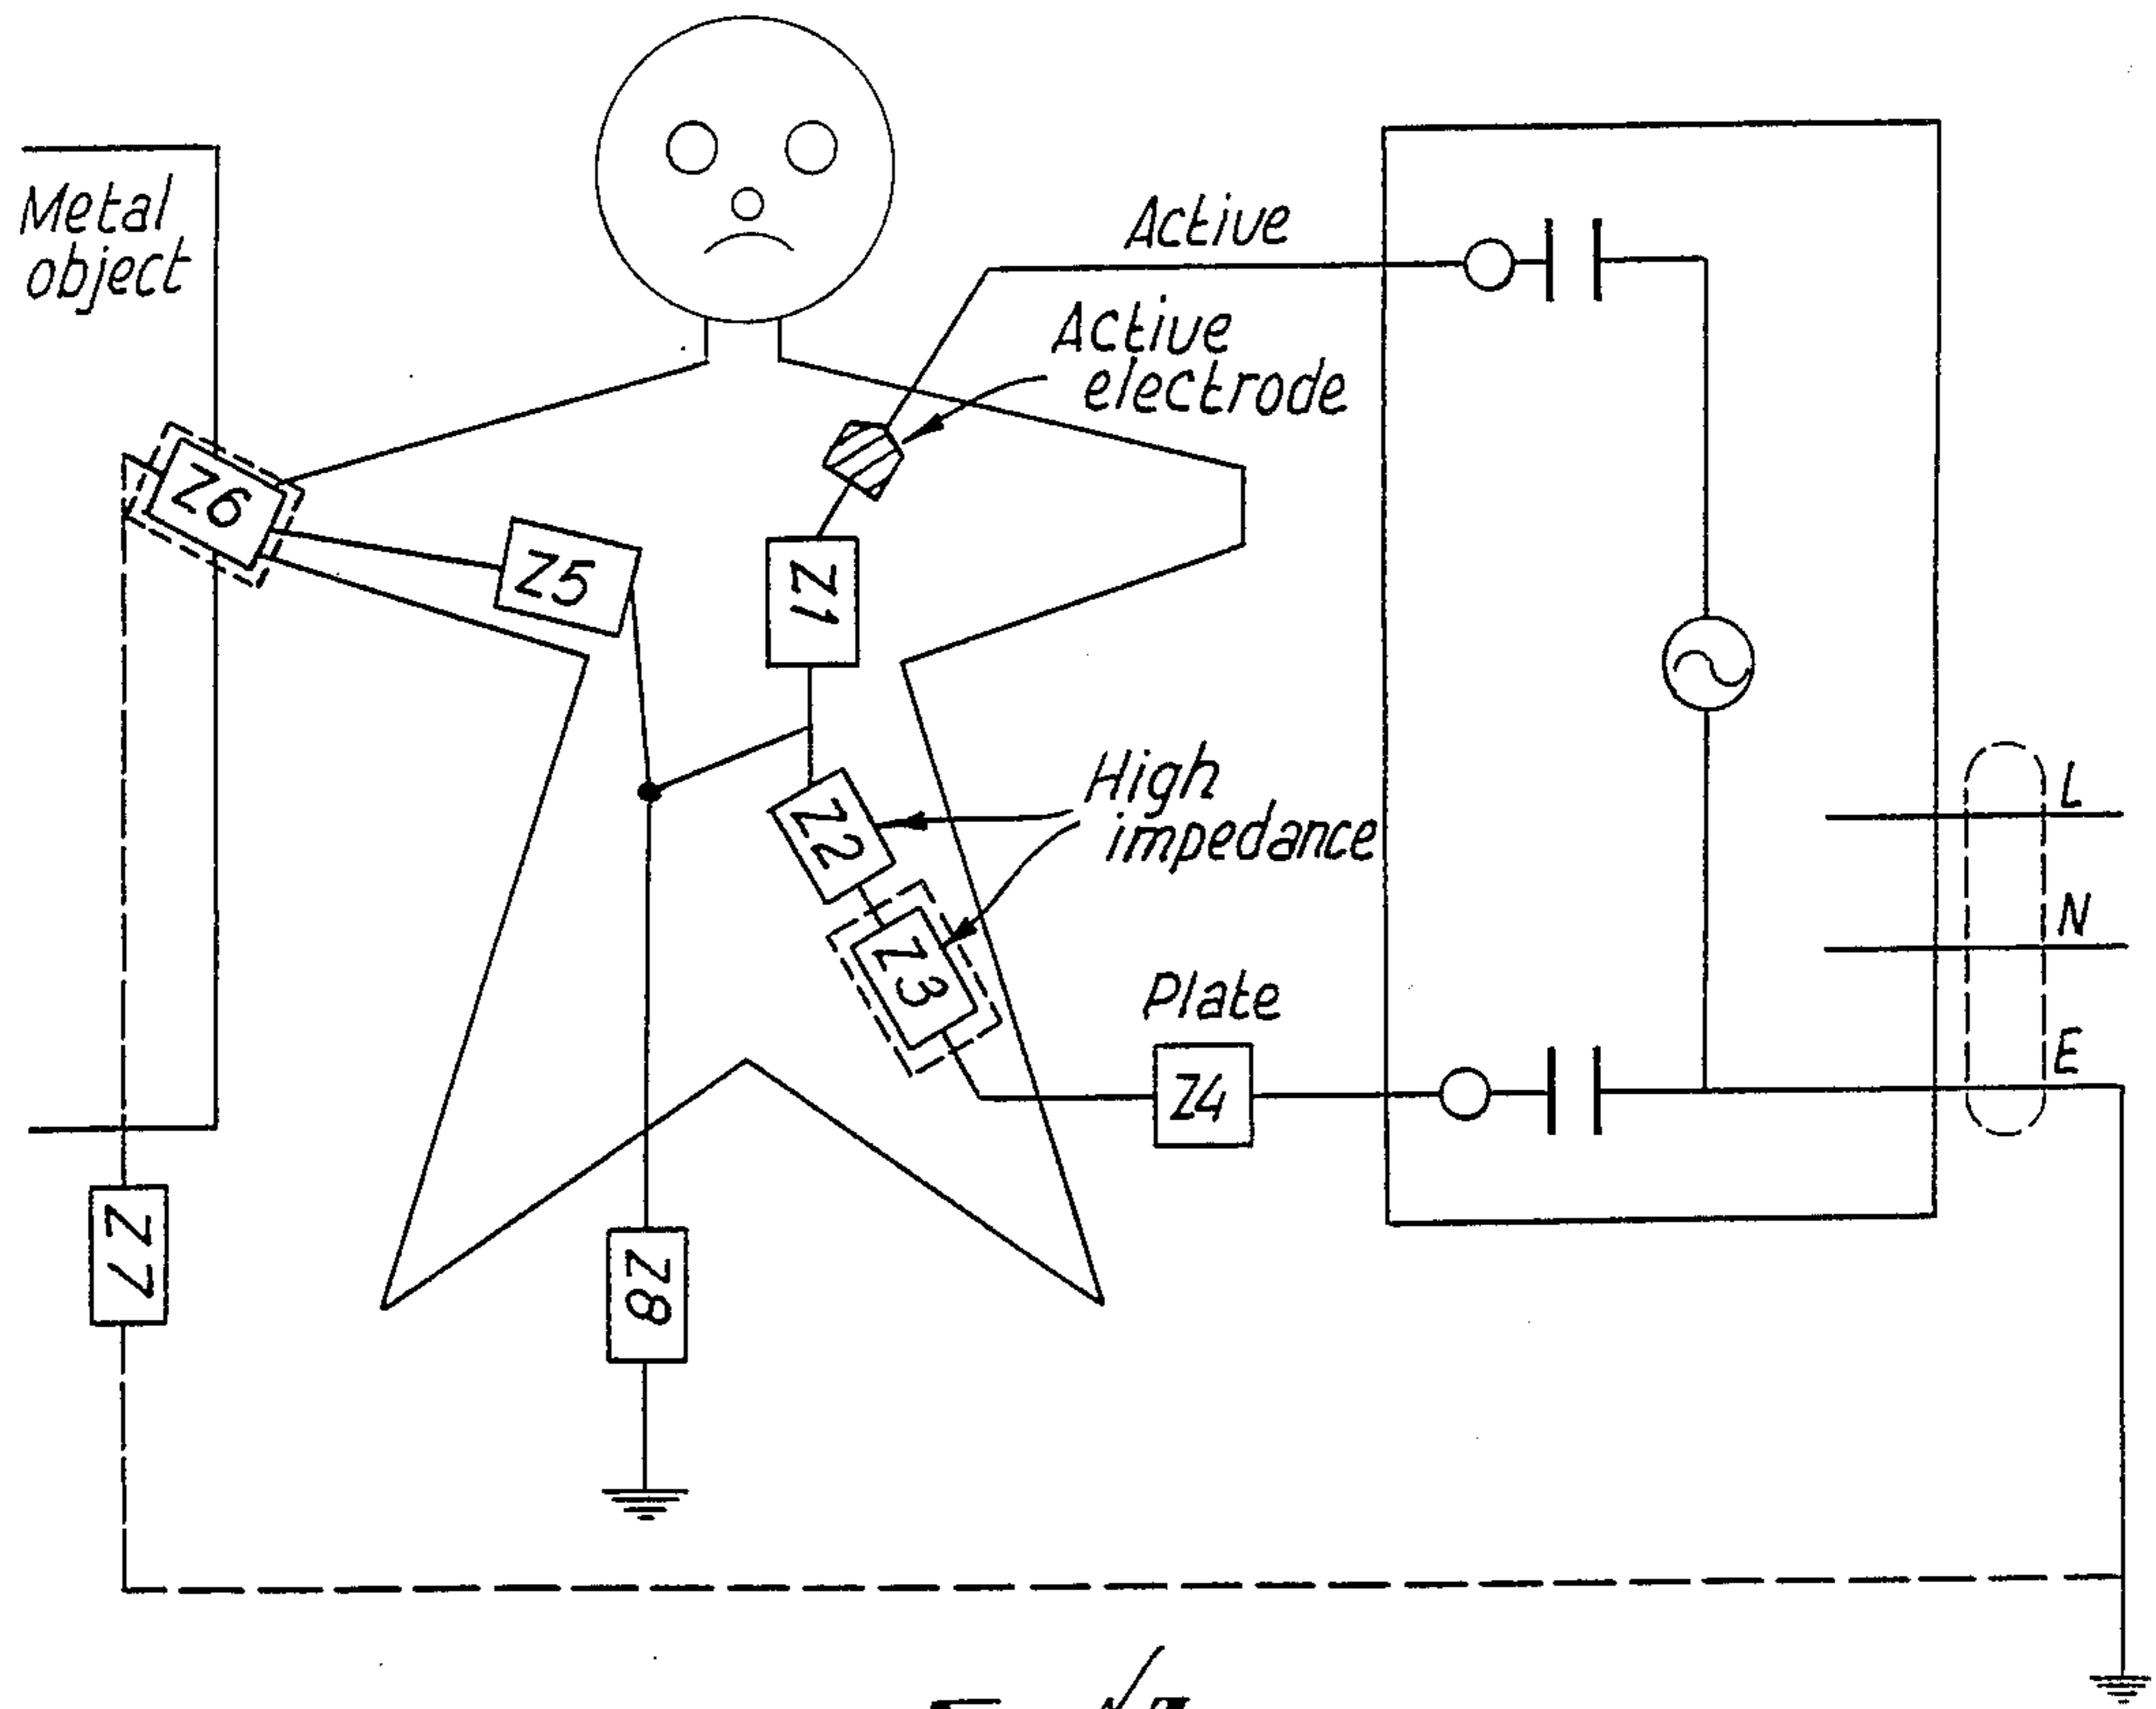 Metal
object
Active
Active
electrode
Z6
Z5
Z1
High
impedance
Z2
Z3
Plate
Z4
L
N
E
Z7
Z8